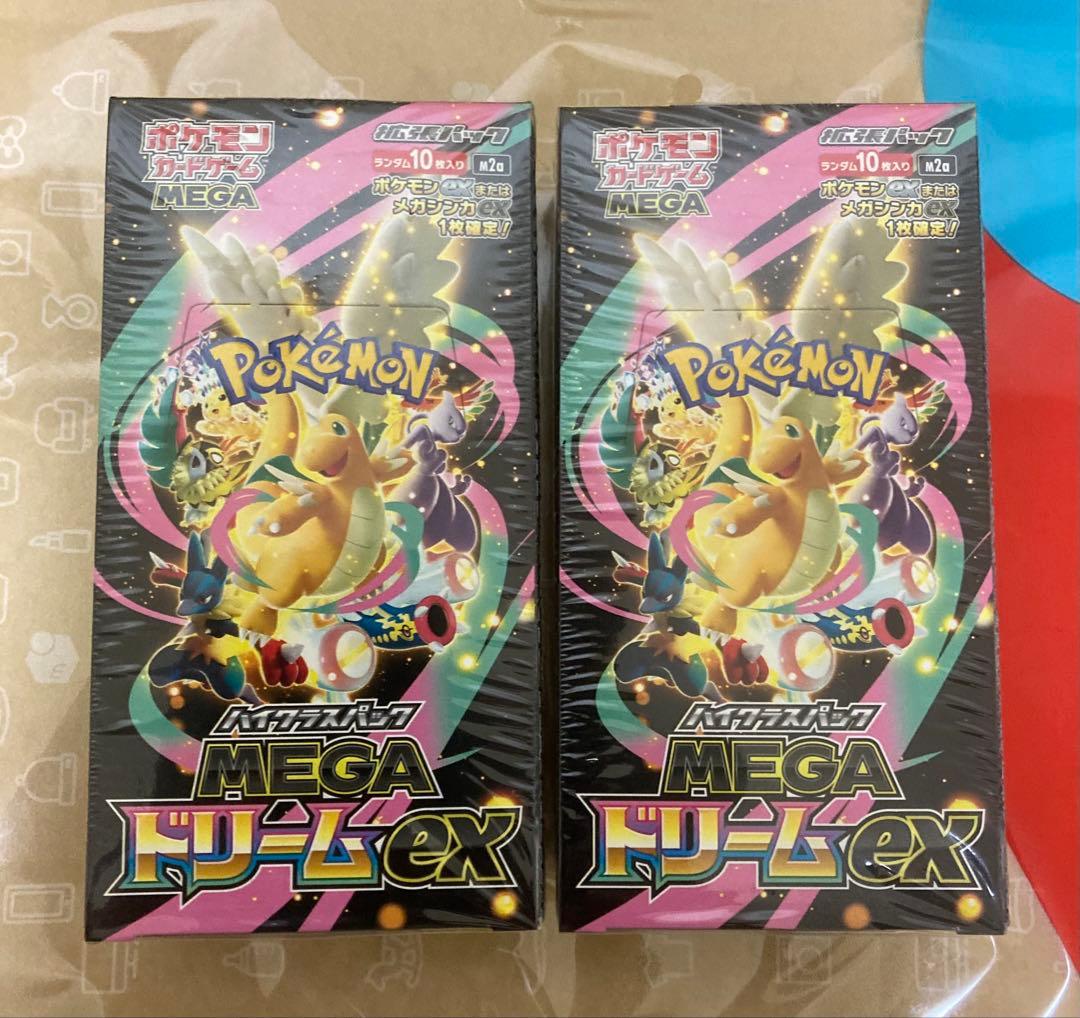 ポケモン
カードゲーム
MEGA
拡張パック
ランダム10枚入り M2a
ポケモンexまたは
メガシンカex
1枚確定!
POKéMON
ハイクラスパック
MEGA
ドリームex
ポケモン
カードゲーム
MEGA
拡張パック
ランダム10枚入り M2a
ポケモンexまたは
メガシンカex
1枚確定!
POKéMON
ハイクラスパック
MEGA
ドリームex